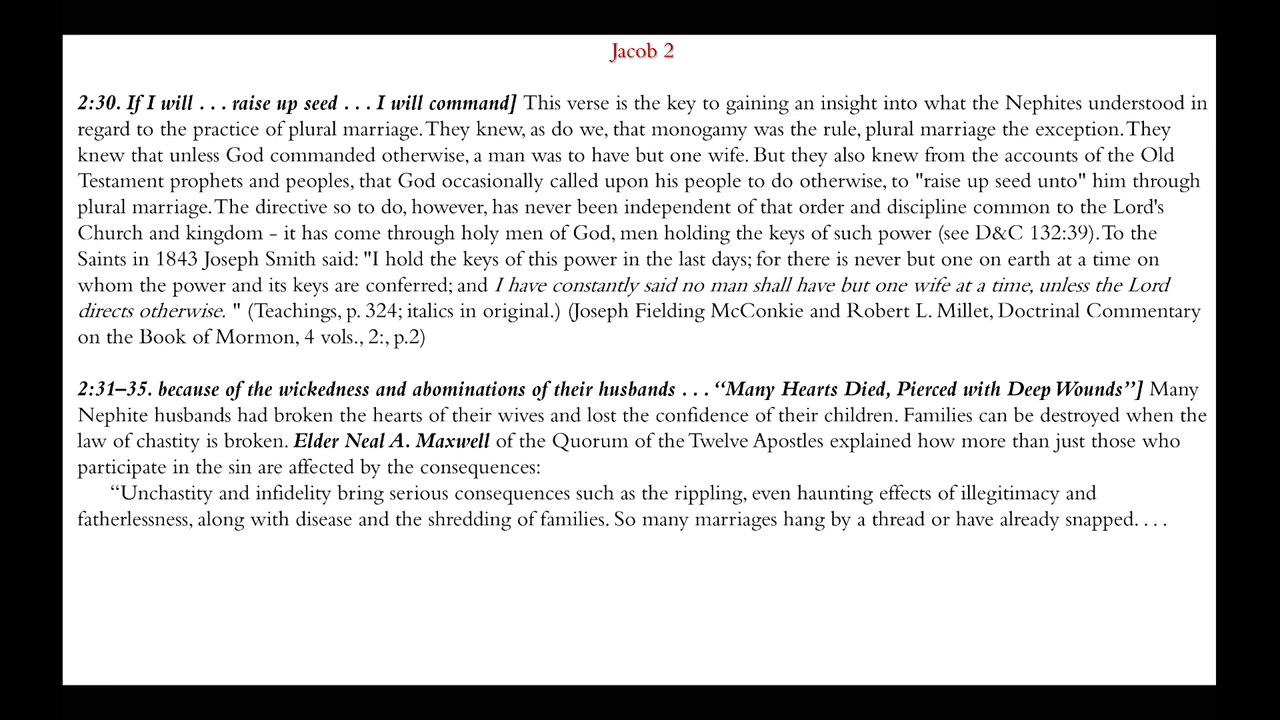 Jacob 2
2:30. If I will . . . raise up seed . . . I will command] This verse is the key to gaining an insight into what the Nephites understood in
regard to the practice of plural marriage. They knew, as do we, that monogamy was the rule, plural marriage the exception. They
knew that unless God commanded otherwise, a man was to have but one wife. But they also knew from the accounts of the Old
Testament prophets and peoples, that God occasionally called upon his people to do otherwise, to "raise up seed unto" him through
plural marriage. The directive so to do, however, has never been independent of that order and discipline common to the Lord's
Church and kingdom - it has come through holy men of God, men holding the keys of such power (see D&C 132:39). To the
Saints in 1843 Joseph Smith said: "I hold the keys of this power in the last days; for there is never but one on earth at a time on
whom the power and its keys are conferred; and I have constantly said no man shall have but one wife at a time, unless the Lord
directs otherwise. " (Teachings, p. 324; italics in original.) (Joseph Fielding McConkie and Robert L. Millet, Doctrinal Commentary
on the Book of Mormon, 4 vols., 2:, p.2)
2:31–35. because of the wickedness and abominations of their husbands . . . “Many Hearts Died, Pierced with Deep Wounds”] Many
Nephite husbands had broken the hearts of their wives and lost the confidence of their children. Families can be destroyed when the
law of chastity is broken. Elder Neal A. Maxwell of the Quorum of the Twelve Apostles explained how more than just those who
participate in the sin are affected by the consequences:
“Unchastity and infidelity bring serious consequences such as the rippling, even haunting effects of illegitimacy and
fatherlessness, along with disease and the shredding of families. So many marriages hang by a thread or have already snapped. . . .